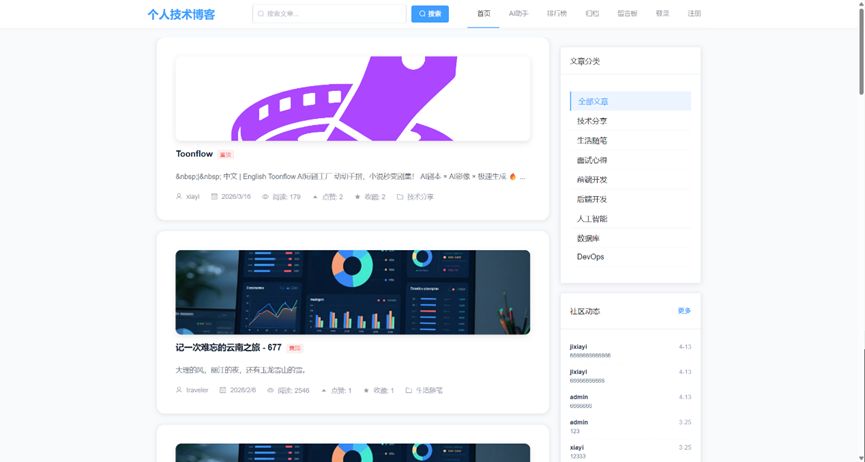 个人技术博客
搜索文章...
搜索
首页
AI助手
排行榜
归档
留言板
登录
注册
Toonflow 置顶
&nbsp;|&nbsp; 中文 | English Toonflow AI短剧工厂 动动手指，小说秒变剧集！ AI剧本 × AI影像 × 极速生成 🔥 ...
xiayi 2026/3/16 阅读: 179 点赞: 2 收藏: 2 技术分享
记一次难忘的云南之旅 - 677
大理的风，丽江的夜，还有玉龙雪山的雪。
traveler 2026/2/6 阅读: 2546 点赞: 1 收藏: 1 生活随笔
文章分类
全部文章
技术分享
生活随笔
面试心得
前端开发
后端开发
人工智能
数据库
DevOps
社区动态 更多
jixiayi 4-13
jixiayi 4-13
admin 4-13
admin 3-25
123
xiayi 3-25
12333